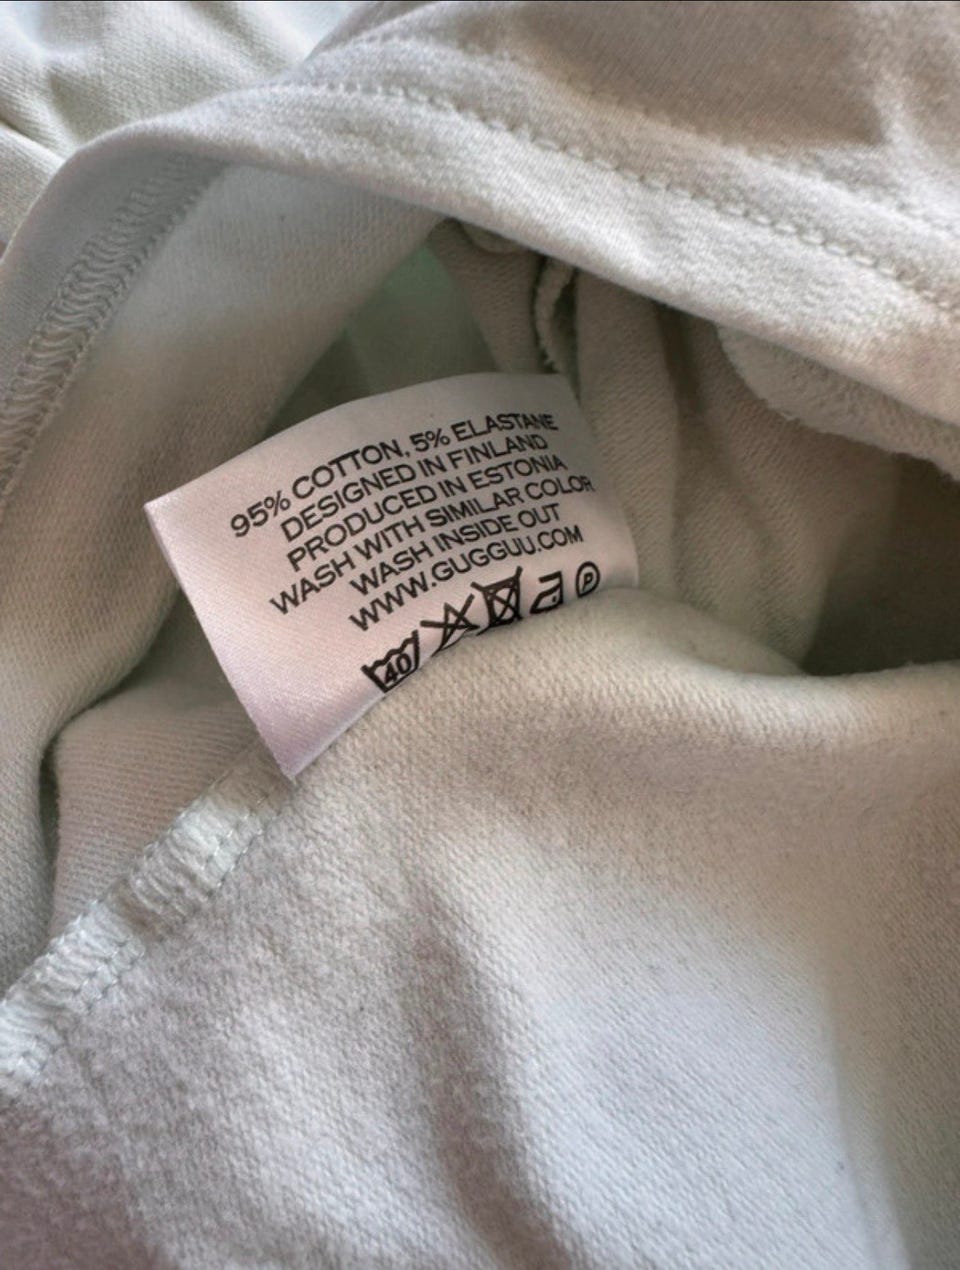 95% COTTON, 5% ELASTANE
DESIGNED IN FINLAND
PRODUCED IN ESTONIA
WASH WITH SIMILAR COLOR
WASH INSIDE OUT
WWW.GUGGUU.COM
40 P